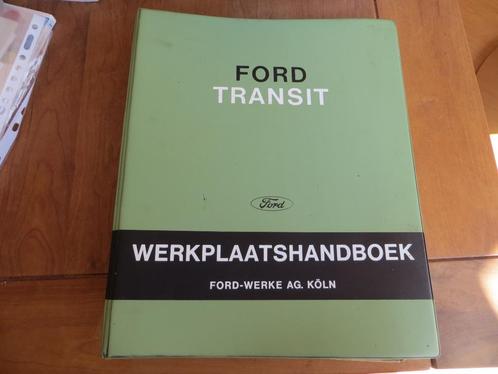 FORD
TRANSIT
Ford
WERKPLAATSHANDBOEK
FORD-WERKE AG. KÖLN